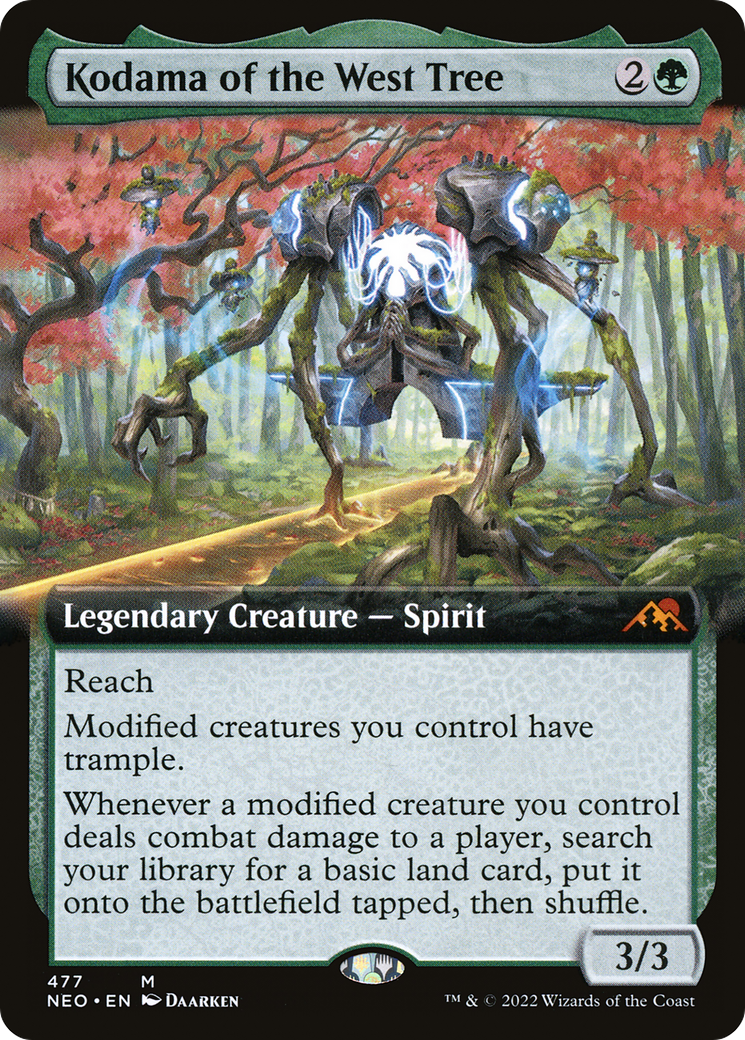 Kodama of the West Tree 2
Legendary Creature — Spirit
Reach
Modified creatures you control have
trample.
Whenever a modified creature you control
deals combat damage to a player, search
your library for a basic land card, put it
onto the battlefield tapped, then shuffle.
3/3
477 M
NEO • EN DAARKEN
™ & © 2022 Wizards of the Coast